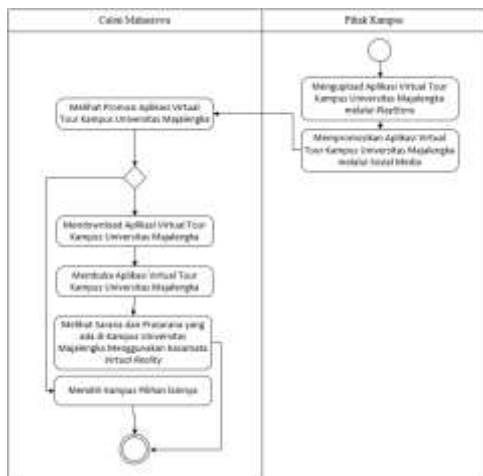 Calon Mahasiswa
Pihak Kampus
Mengupload Aplikasi Virtual Tour
Kampus Universitas Majalengka
melalui PlayStore
Melihat Promosi Aplikasi Virtual
Tour Kampus Universitas Majalengka
Mempromosikan Aplikasi Virtual
Tour Kampus Universitas Majalengka
melalui Sosial Media
Mendownload Aplikasi Virtual Tour
Kampus Universitas Majalengka
Membuka Aplikasi Virtual Tour
Kampus Universitas Majalengka
Melihat Sarana dan Prasarana yang
ada di Kampus Universitas
Majalengka Menggunakan kacamata
Virtual Reality
Memilih Kampus Pilihan lainnya